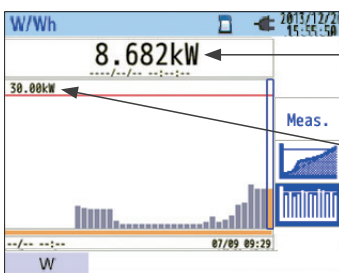 W/Wh
2013/12/2
15:55:50
8.682kW
----/--/-- --:--:--
30.00kW
Meas.
--/-- --:--
07/09 09:29
W